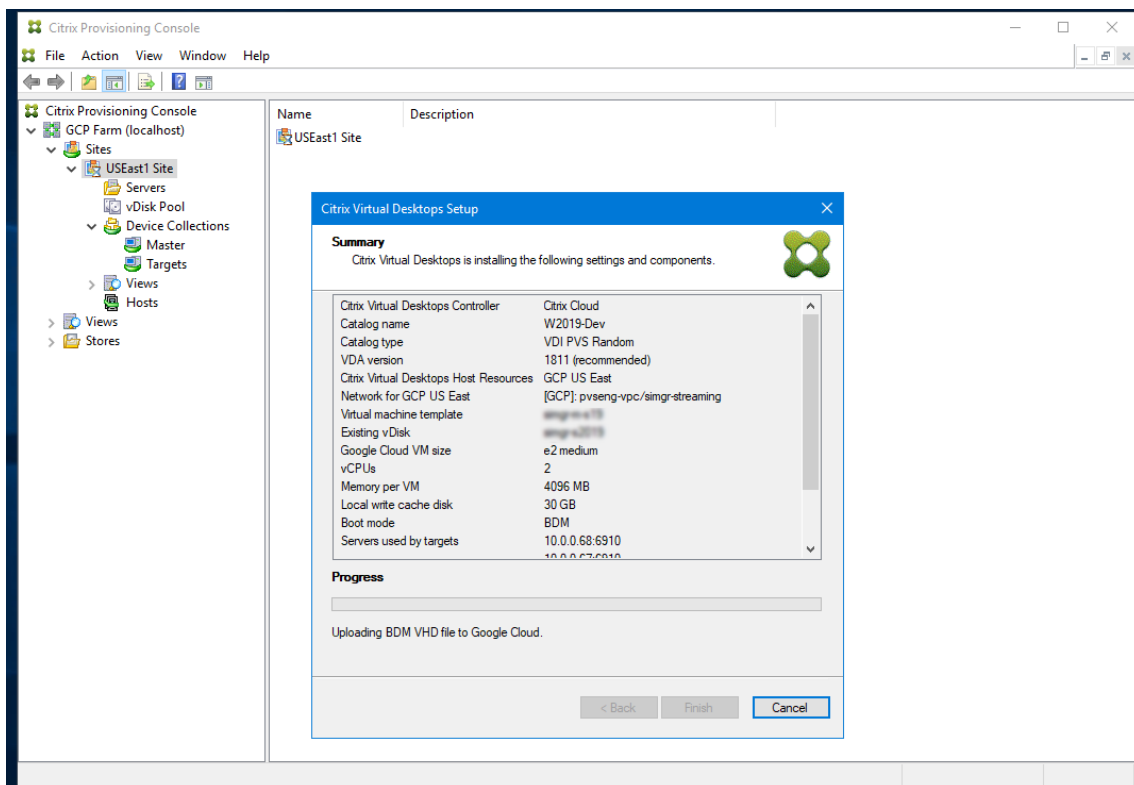 Citrix Provisioning Console
File Action View Window Help
Citrix Provisioning Console
GCP Farm (localhost)
Sites
USEast1 Site
Servers
vDisk Pool
Device Collections
Master
Targets
Views
Hosts
Views
Stores
Name Description
USEast1 Site
Citrix Virtual Desktops Setup
Summary
Citrix Virtual Desktops is installing the following settings and components.
Citrix Virtual Desktops Controller Citrix Cloud
Catalog name W2019-Dev
Catalog type VDI PVS Random
VDA version 1811 (recommended)
Citrix Virtual Desktops Host Resources GCP US East
Network for GCP US East [GCP]: pvseng-vpc/simgr-streaming
Virtual machine template
Existing vDisk
Google Cloud VM size e2 medium
vCPUs 2
Memory per VM 4096 MB
Local write cache disk 30 GB
Boot mode BDM
Servers used by targets 10.0.0.68:6910
10.0.0.67:6910
Progress
Uploading BDM VHD file to Google Cloud.
< Back Finish Cancel